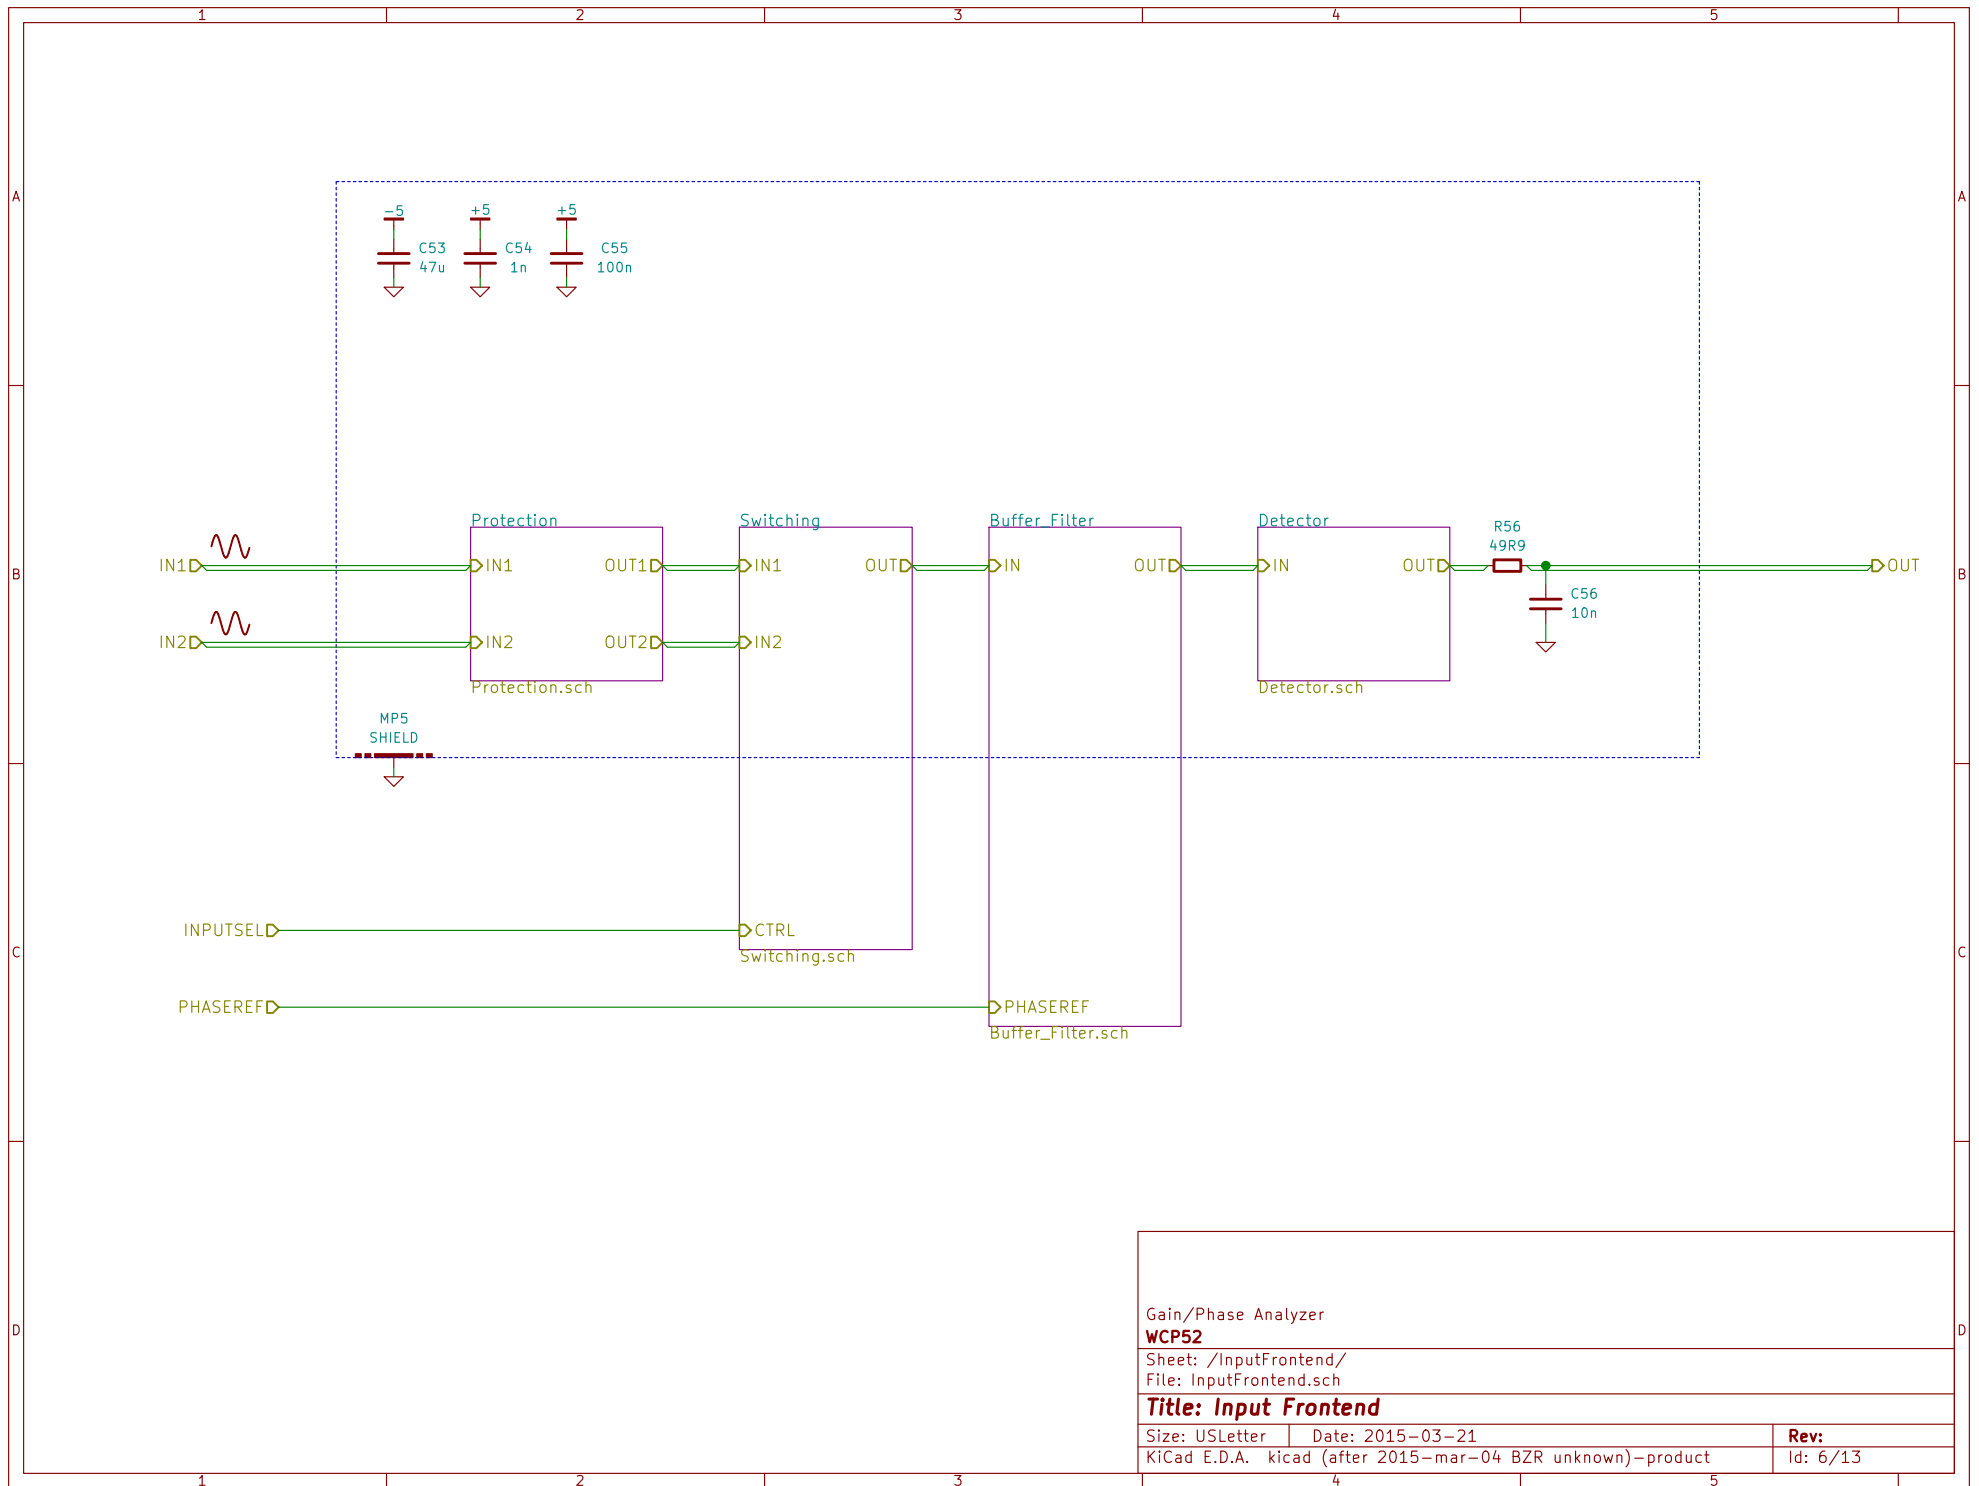 1 2 3 4 5
A A
-5 +5 +5
C53 C54 C55
47u 1n 100n
Protection Switching Buffer_Filter Detector
R56
49R9
IN1 IN1 OUT1 IN1 OUT IN OUT IN OUT OUT
B B
C56
10n
IN2 IN2 OUT2 IN2
Protection.sch Detector.sch
MP5
SHIELD
INPUTSEL CTRL
C C
Switching.sch
PHASEREF PHASEREF
Buffer_Filter.sch
Gain/Phase Analyzer
D D
WCP52
Sheet: /InputFrontend/
File: InputFrontend.sch
Title: Input Frontend
Size: USLetter Date: 2015-03-21 Rev:
KiCad E.D.A. kicad (after 2015-mar-04 BZR unknown)-product Id: 6/13
1 2 3 4 5